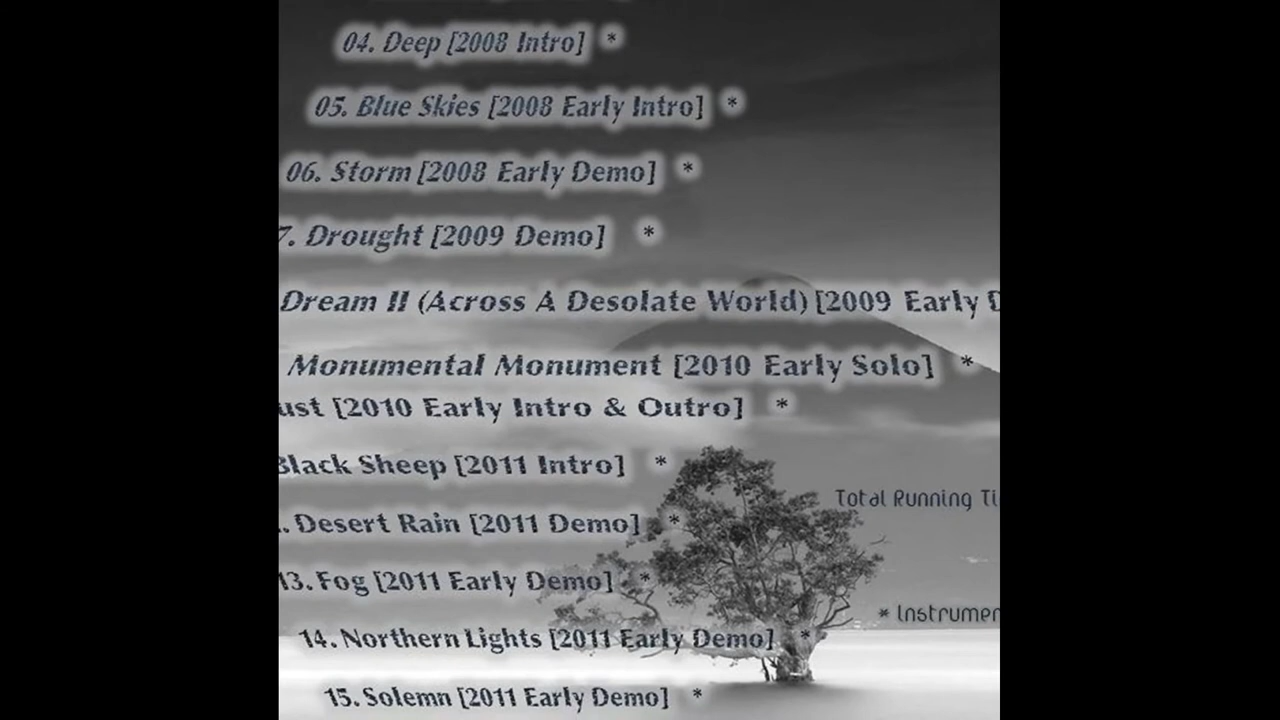 04. Deep [2008 Intro] *
05. Blue Skies [2008 Early Intro] *
06. Storm [2008 Early Demo] *
7. Drought [2009 Demo] *
Dream II (Across A Desolate World) [2009 Early D
Monumental Monument [2010 Early Solo] *
ust [2010 Early Intro & Outro] *
Black Sheep [2011 Intro] *
Total Running Ti
. Desert Rain [2011 Demo] *
13. Fog [2011 Early Demo] *
* Instrumen
14. Northern Lights [2011 Early Demo] *
15. Solemn [2011 Early Demo] *